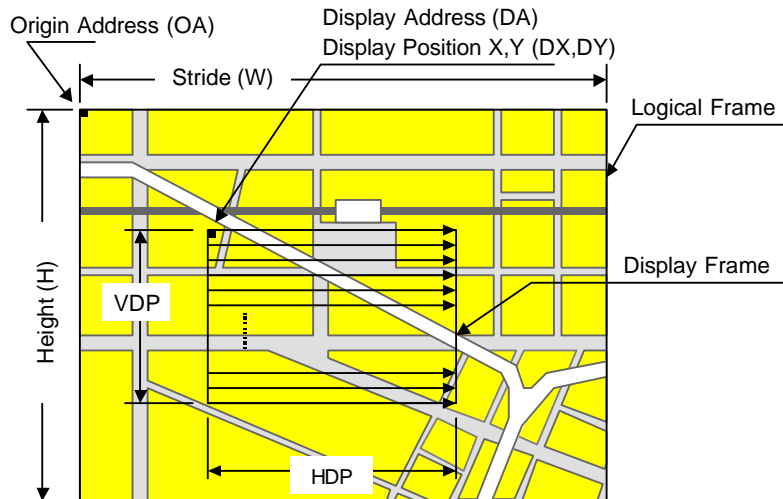 Origin Address (OA)
Display Address (DA)
Display Position X,Y (DX,DY)
Stride (W)
Logical Frame
Height (H)
VDP
Display Frame
HDP